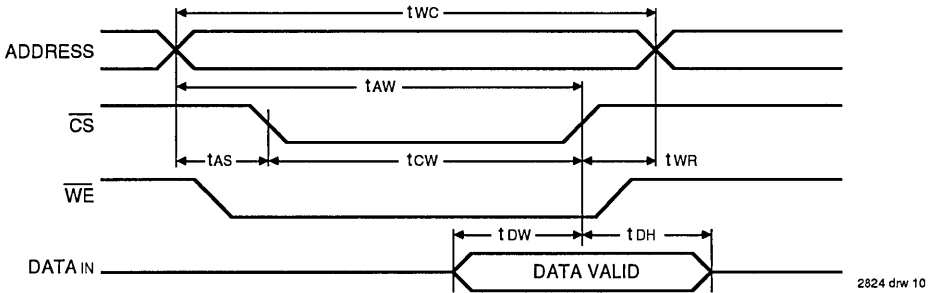 tWC
ADDRESS
tAW
CS
tAS
tCW
tWR
WE
tDW
tDH
DATA IN
DATA VALID
2824 drw 10